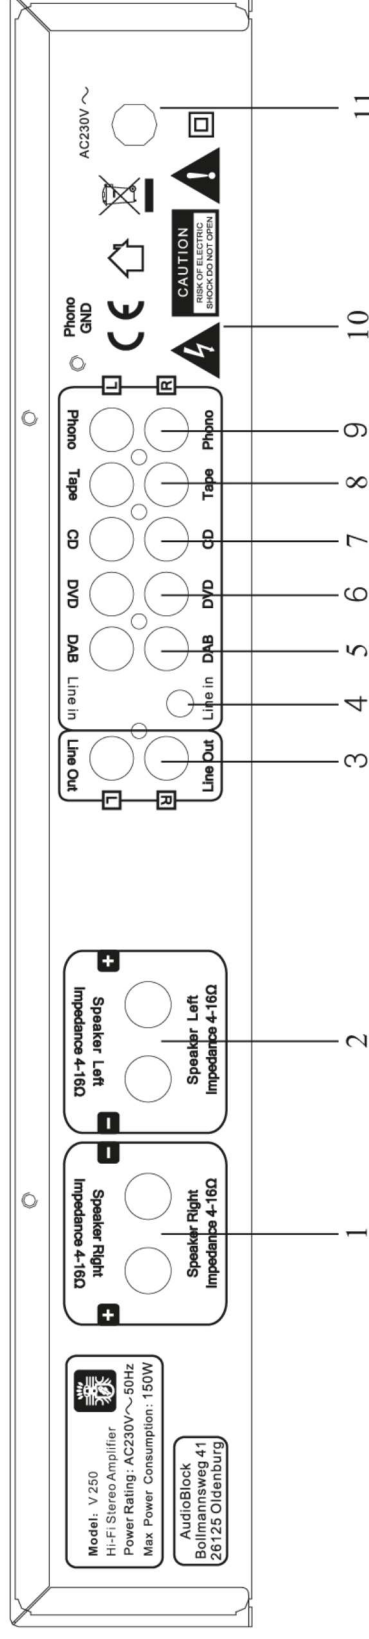 Model: V 250
Hi-Fi Stereo Amplifier
Power Rating: AC230V～50Hz
Max Power Consumption: 150W
AudioBlock
Bollmannsweg 41
26125 Oldenburg
+
−
Speaker Right
Impedance 4-16Ω
Speaker Right
Impedance 4-16Ω
−
+
Speaker Left
Impedance 4-16Ω
Speaker Left
Impedance 4-16Ω
Line Out
L
R
Line Out
Line in DAB DVD CD Tape Phono
L
R
Line in DAB DVD CD Tape Phono
Phono
GND
CE
AC230V～
CAUTION
RISK OF ELECTRIC
SHOCK DO NOT OPEN
!
1 2 3 4 5 6 7 8 9 10 11